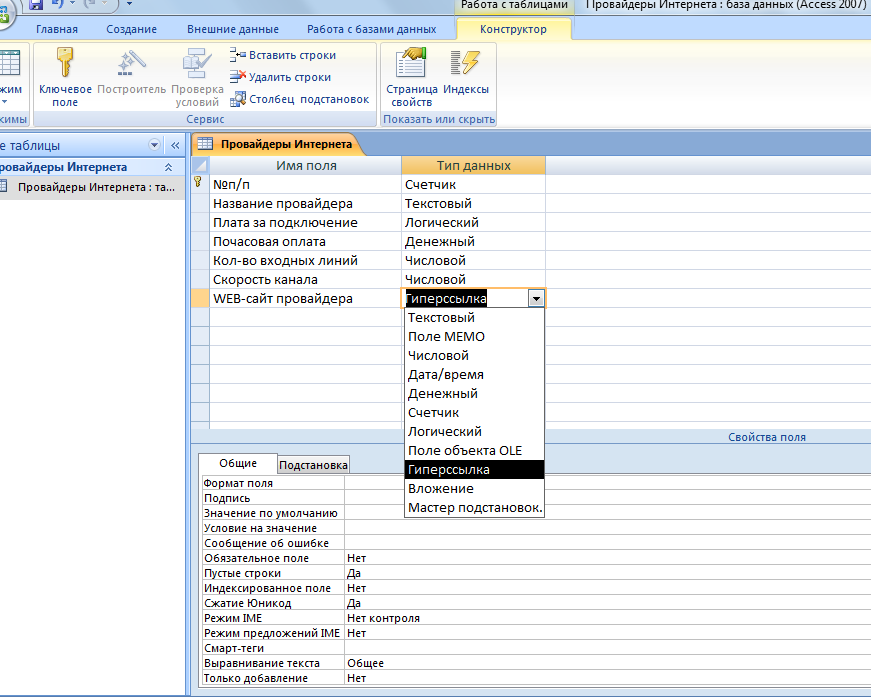 Работа с таблицами Провайдеры Интернета : база данных (Access 2007)
Главная Создание Внешние данные Работа с базами данных Конструктор
Ключевое поле
Построитель
Проверка условий
Вставить строки
Удалить строки
Столбец подстановок
Страница свойств
Индексы
Сервис
Показать или скрыть
таблицы
Провайдеры Интернета
Провайдеры Интернета : та...
Провайдеры Интернета
Имя поля Тип данных
№п/п Счетчик
Название провайдера Текстовый
Плата за подключение Логический
Почасовая оплата Денежный
Кол-во входных линий Числовой
Скорость канала Числовой
WEB-сайт провайдера Гиперссылка
Текстовый
Поле МЕМО
Числовой
Дата/время
Денежный
Счетчик
Логический
Поле объекта OLE
Гиперссылка
Вложение
Мастер подстановок.
Свойства поля
Общие Подстановка
Формат поля
Подпись
Значение по умолчанию
Условие на значение
Сообщение об ошибке
Обязательное поле Нет
Пустые строки Да
Индексированное поле Нет
Сжатие Юникод Да
Режим IME Нет контроля
Режим предложений IME Нет
Смарт-теги
Выравнивание текста Общее
Только добавление Нет